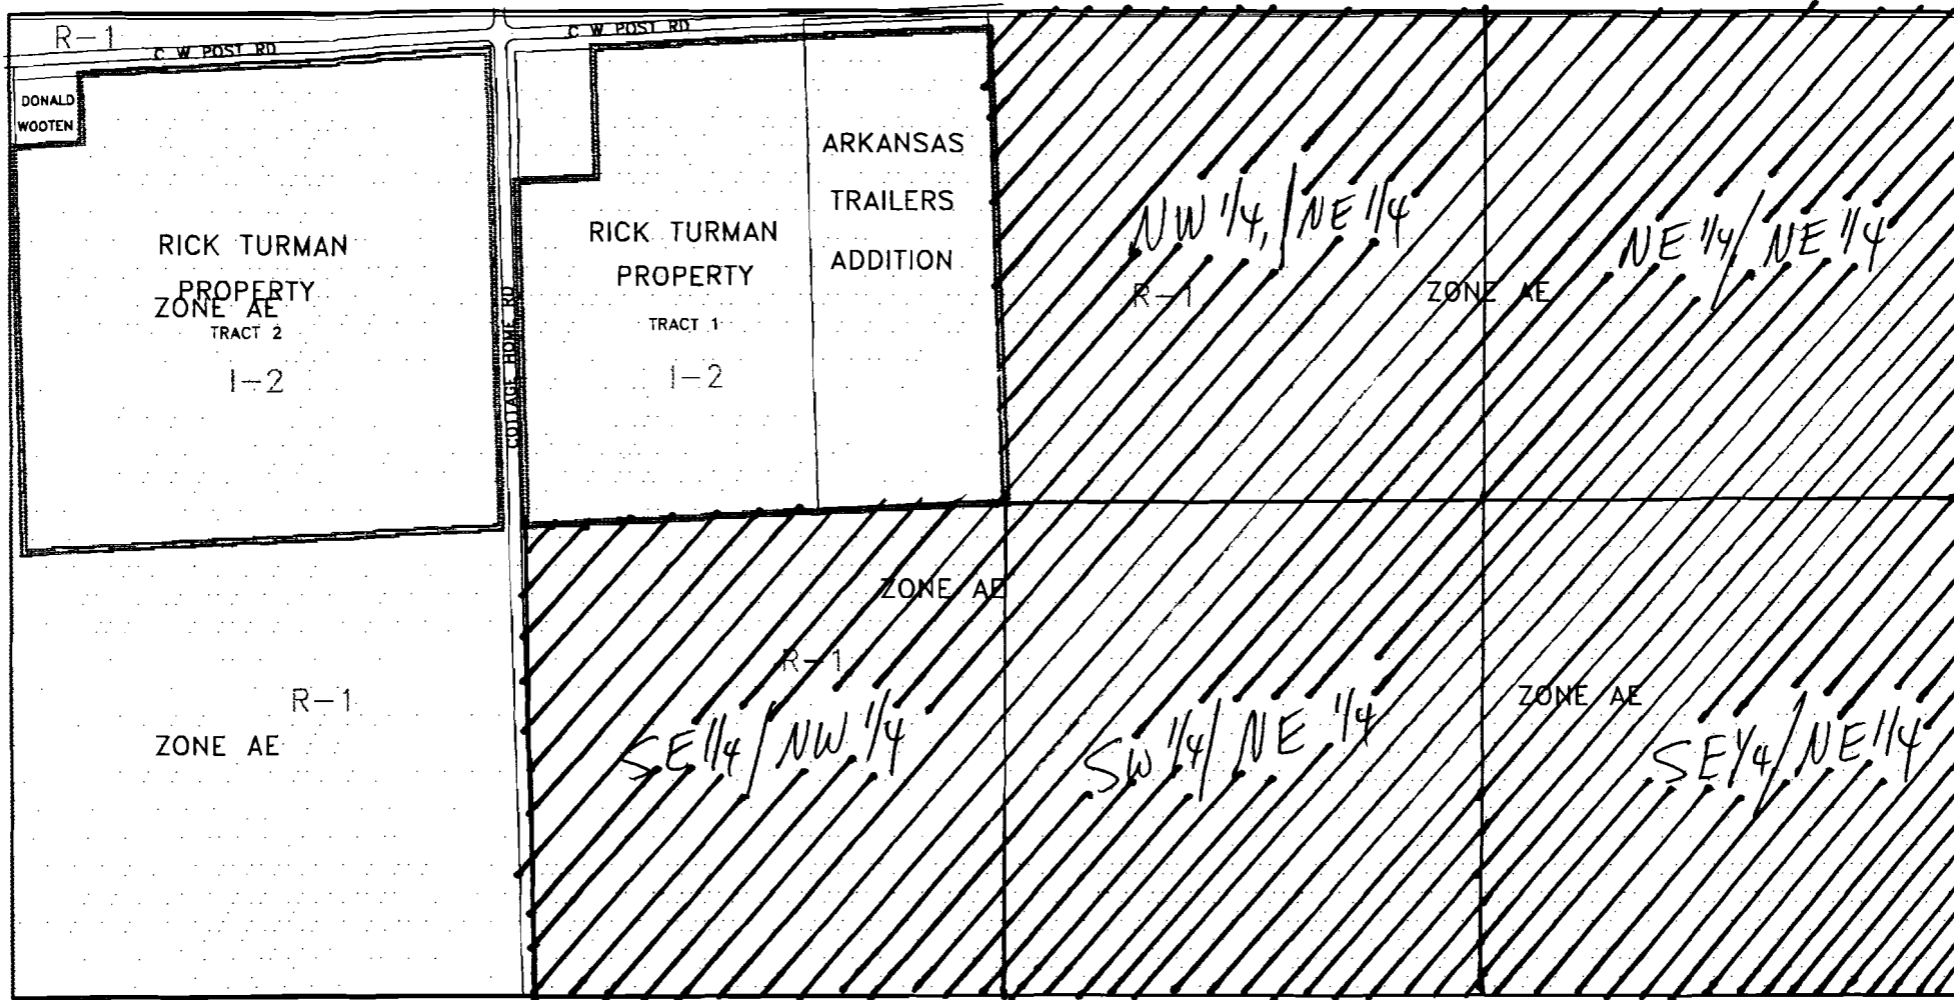 R-1
C W POST RD
C W POST RD
DONALD
WOOTEN
RICK TURMAN
PROPERTY
ZONE AE
TRACT 2
I-2
COTTAGE HOME RD
RICK TURMAN
PROPERTY
TRACT 1
I-2
ARKANSAS
TRAILERS
ADDITION
NW 1/4, / NE 1/4
R-1
ZONE AE
NE 1/4 / NE 1/4
R-1
ZONE AE
ZONE AE
R-1
SE 1/4 / NW 1/4
SW 1/4 / NE 1/4
ZONE AE
SE 1/4 / NE 1/4